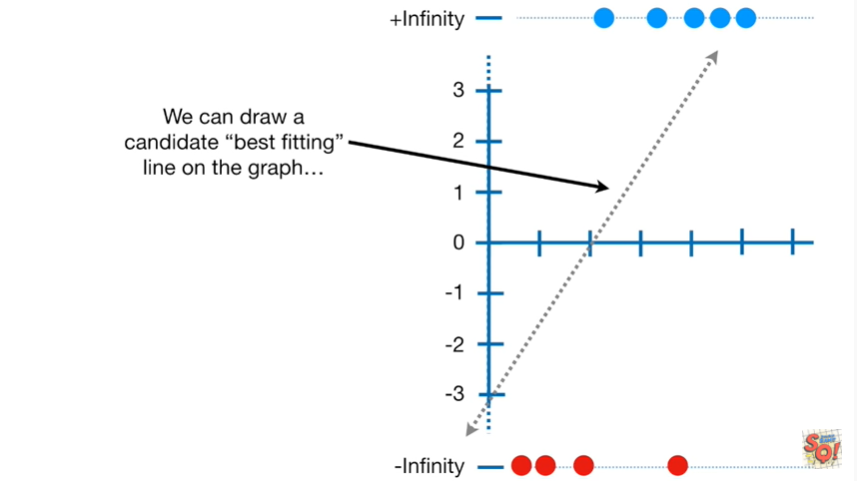 +Infinity
3
We can draw a
candidate “best fitting”
line on the graph…
2
1
0
-1
-2
-3
-Infinity
SQ!